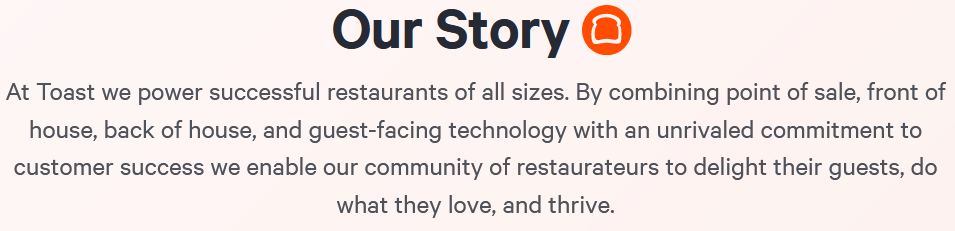 Our Story
At Toast we power successful restaurants of all sizes. By combining point of sale, front of
house, back of house, and guest-facing technology with an unrivaled commitment to
customer success we enable our community of restaurateurs to delight their guests, do
what they love, and thrive.